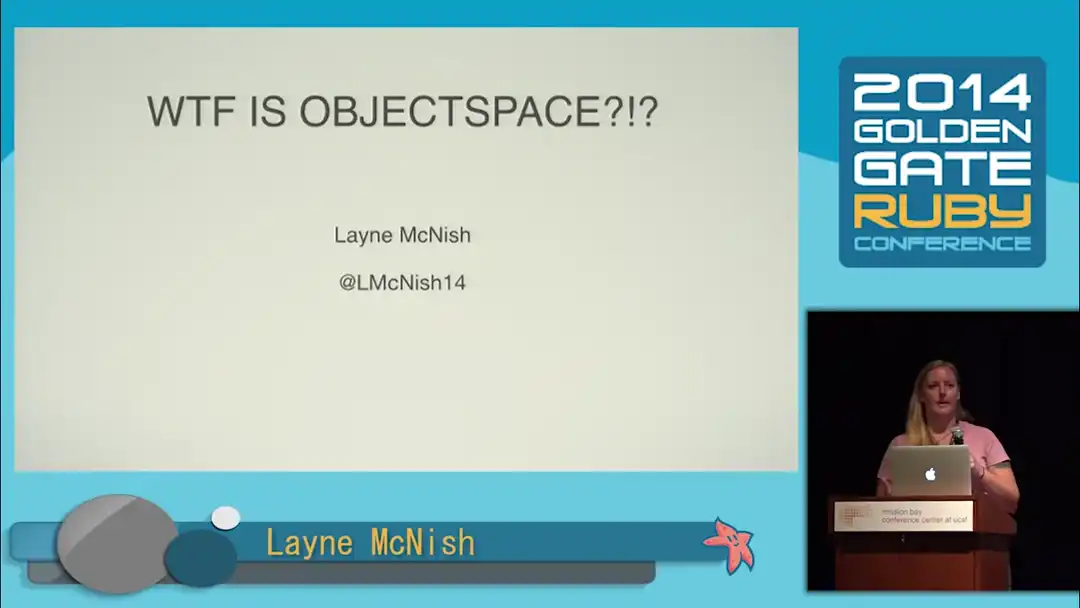 WTF IS OBJECTSPACE?!?
Layne McNish
@LMcNish14
2014
GOLDEN
GATE
RUBY
CONFERENCE
mission bay
conference center at ucsf
Layne McNish